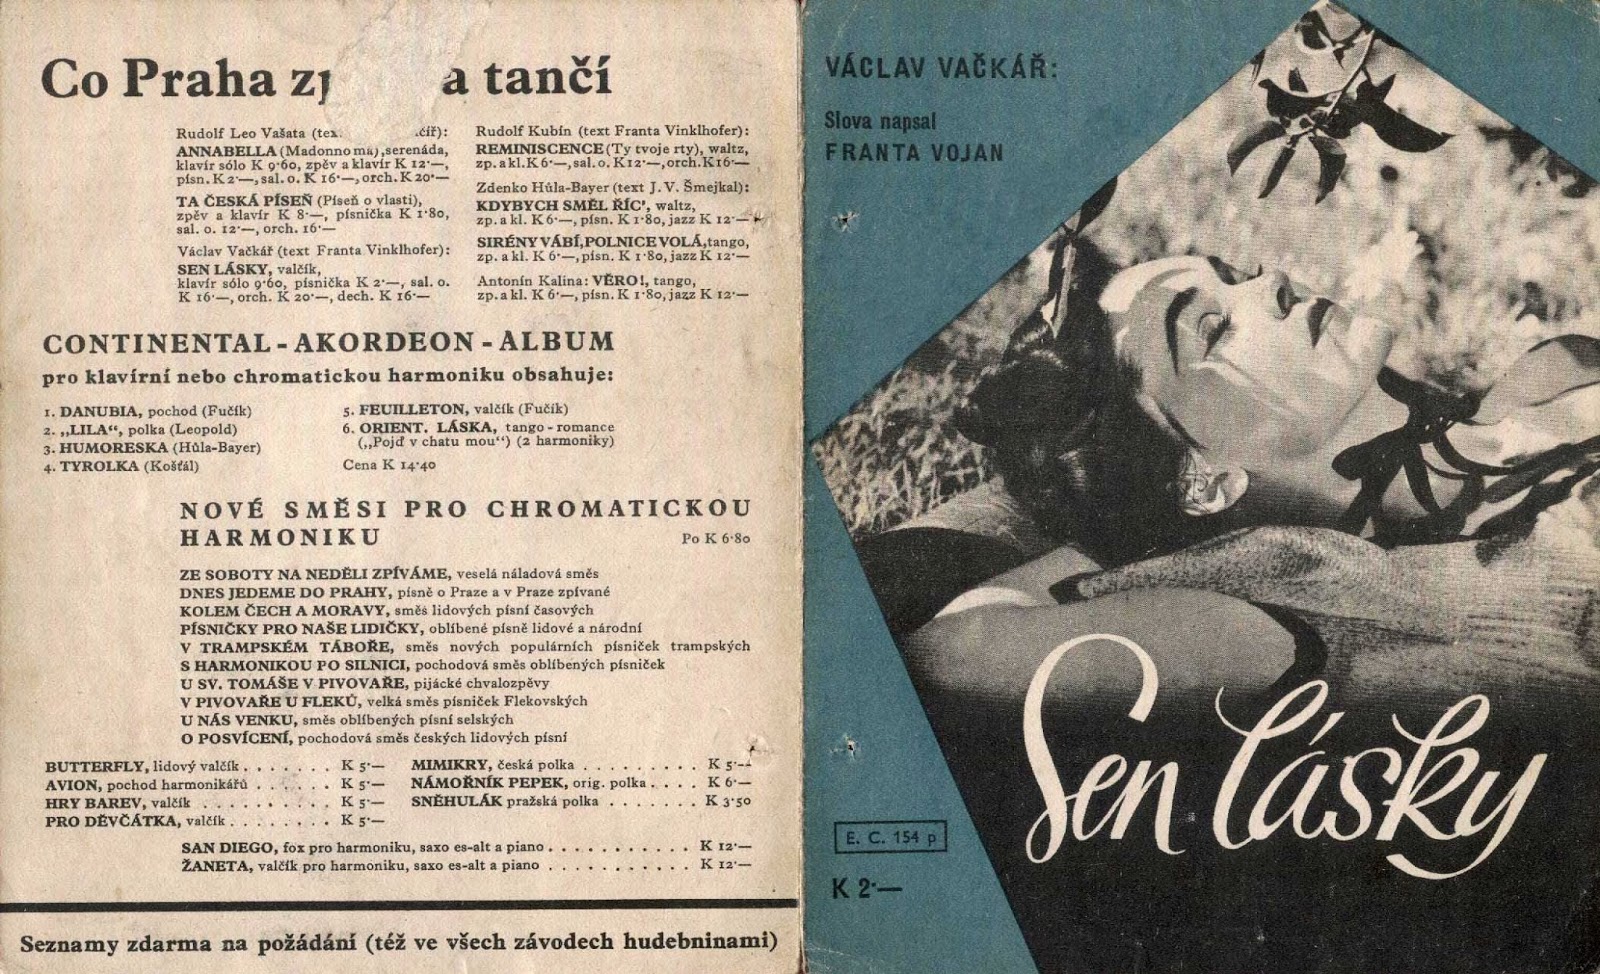 Co Praha zp a tančí
Rudolf Leo Vašata (tex číř):
ANNABELLA (Madonno má), serenáda,
klavír sólo K 9·60, zpěv a klavír K 12·—,
písn. K 2·—, sal. o. K 16·—, orch. K 20·—
TA ČESKÁ PÍSEŇ (Píseň o vlasti),
zpěv a klavír K 8·—, písnička K 1·80,
sal. o. 12·—, orch. 16·—
Václav Vačkář (text Franta Vinklhofer):
SEN LÁSKY, valčík,
klavír sólo 9·60, písnička K 2·—, sal. o.
K 16·—, orch. K 20·—, dech. K 16·—
Rudolf Kubín (text Franta Vinklhofer):
REMINISCENCE (Ty tvoje rty), waltz,
zp. a kl. K 6·—, sal. o. K 12·—, orch. K 16·—
Zdenko Hůla-Bayer (text J. V. Šmejkal):
KDYBYCH SMĚL ŘÍC', waltz,
zp. a kl. K 6·—, písn. K 1·80, jazz K 12·—
SIRÉNY VÁBÍ, POLNICE VOLÁ, tango,
zp. a kl. K 6·—, písn. K 1·80, jazz K 12·—
Antonín Kalina: VĚRO!, tango,
zp. a kl. K 6·—, písn. K 1·80, jazz K 12·—
CONTINENTAL - AKORDEON - ALBUM
pro klavírní nebo chromatickou harmoniku obsahuje:
1. DANUBIA, pochod (Fučík)
2. „LILA“, polka (Leopold)
3. HUMORESKA (Hůla-Bayer)
4. TYROLKA (Košťál)
5. FEUILLETON, valčík (Fučík)
6. ORIENT. LÁSKA, tango - romance
(„Pojď v chatu mou“) (2 harmoniky)
Cena K 14·40
NOVÉ SMĚSI PRO CHROMATICKOU
HARMONIKU Po K 6·80
ZE SOBOTY NA NEDĚLI ZPÍVÁME, veselá náladová směs
DNES JEDEME DO PRAHY, písně o Praze a v Praze zpívané
KOLEM ČECH A MORAVY, směs lidových písní časových
PÍSNIČKY PRO NAŠE LIDIČKY, oblíbené písně lidové a národní
V TRAMPSKÉM TÁBOŘE, směs nových populárních písniček trampských
S HARMONIKOU PO SILNICI, pochodová směs oblíbených písniček
U SV. TOMÁŠE V PIVOVAŘE, pijácké chvalozpěvy
V PIVOVAŘE U FLEKŮ, velká směs písniček Flekovských
U NÁS VENKU, směs oblíbených písní selských
O POSVÍCENÍ, pochodová směs českých lidových písní
BUTTERFLY, lidový valčík . . . . . . . K 5·—
AVION, pochod harmonikářů . . . . . . K 5·—
HRY BAREV, valčík . . . . . . . . . . K 5·—
PRO DĚVČÁTKA, valčík . . . . . . . . K 5·—
MIMIKRY, česká polka . . . . . . . . . K 5·—
NÁMOŘNÍK PEPEK, orig. polka . . . . K 6·—
SNĚHULÁK pražská polka . . . . . . . K 3·50
SAN DIEGO, fox pro harmoniku, saxo es-alt a piano . . . . . . . . . . . K 12·—
ŽANETA, valčík pro harmoniku, saxo es-alt a piano . . . . . . . . . . . K 12·—
Seznamy zdarma na požádání (též ve všech závodech hudebninami)
VÁCLAV VAČKÁŘ:
Slova napsal
FRANTA VOJAN
Sen lásky
E. C. 154 p
K 2·—